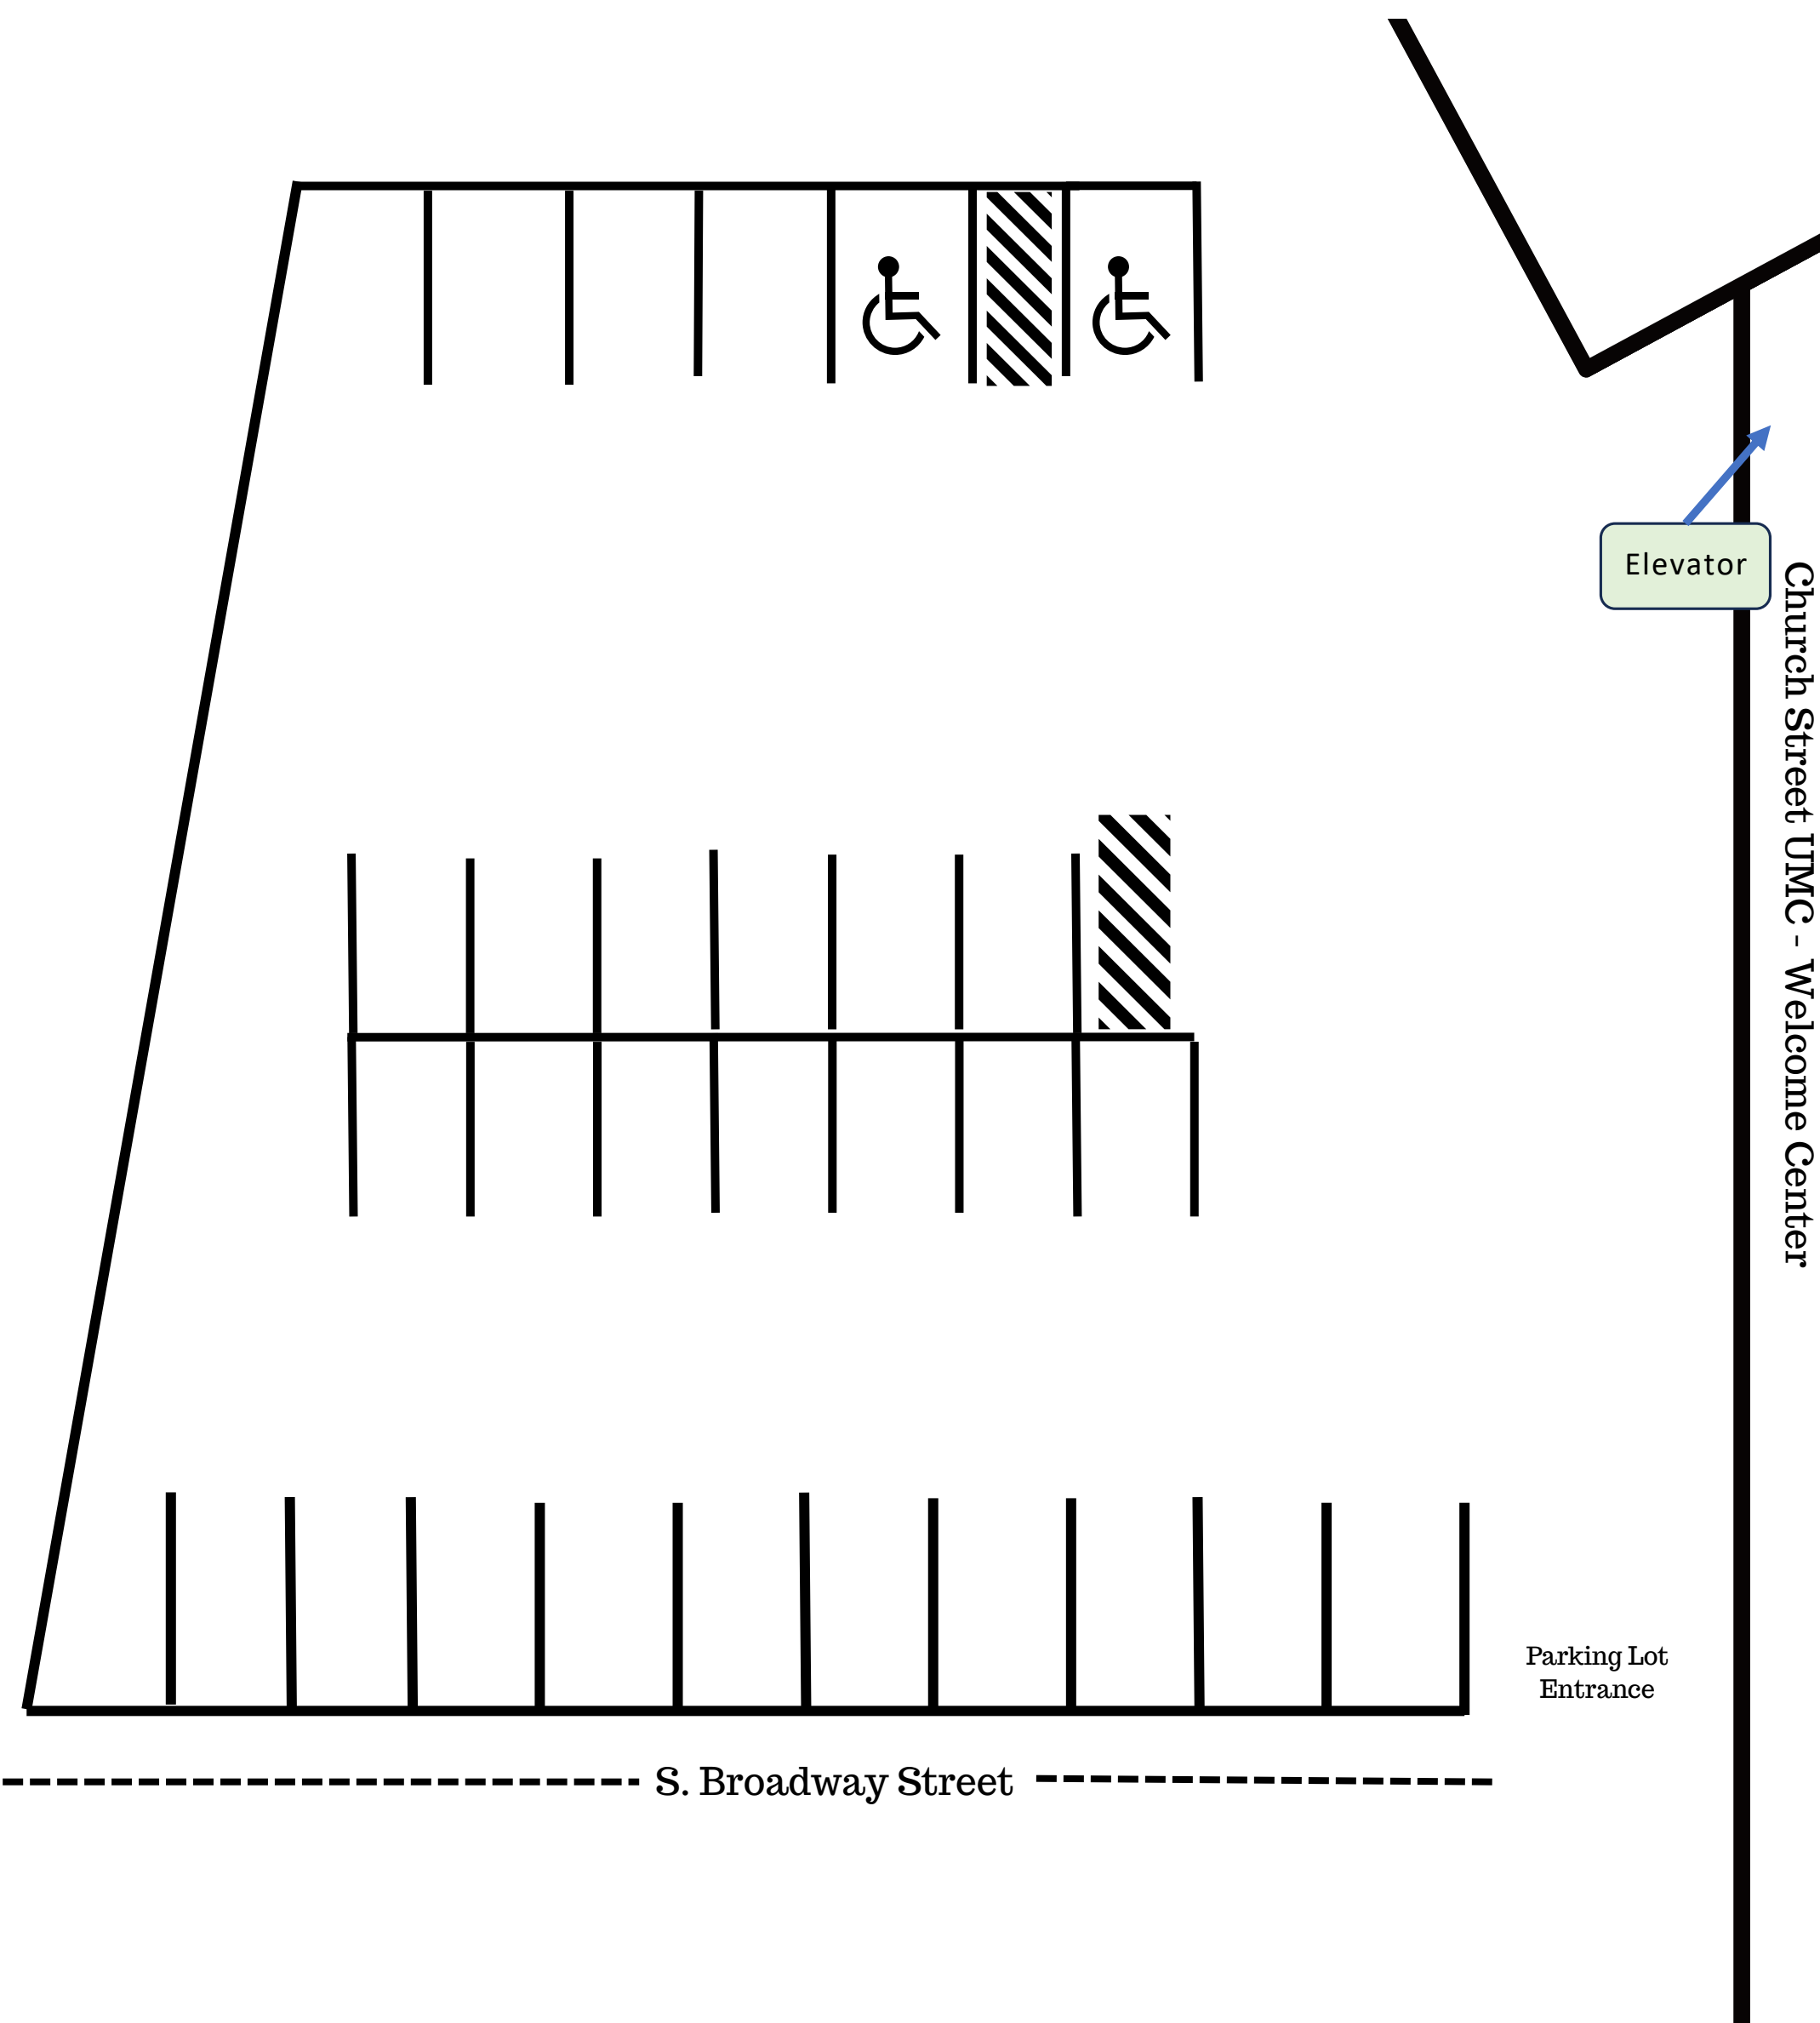 Elevator
Church Street UMC - Welcome Center
Parking Lot
Entrance
S. Broadway Street